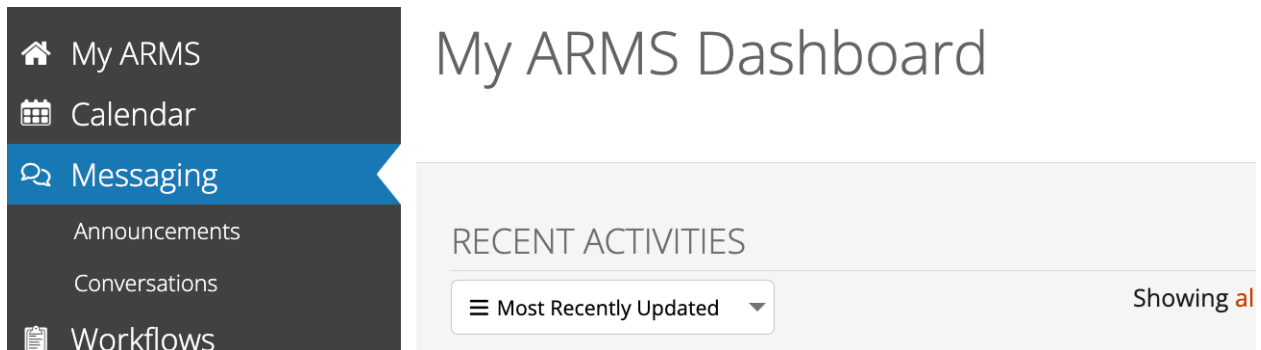 My ARMS
Calendar
Messaging
Announcements
Conversations
Workflows
My ARMS Dashboard
RECENT ACTIVITIES
Most Recently Updated
Showing